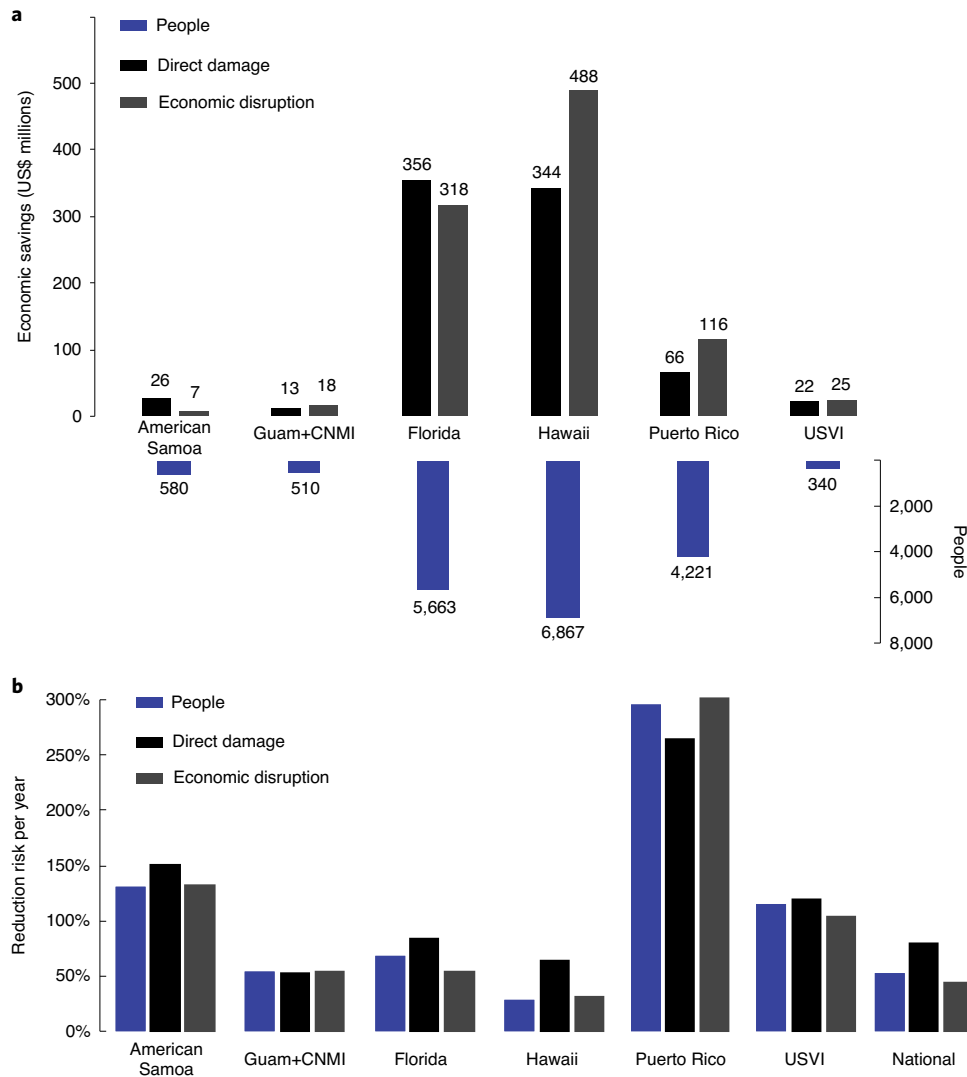 a
People
Direct damage
Economic disruption
Economic savings (US$ millions)
500
400
300
200
100
0
26
7
13
18
356
318
344
488
66
116
22
25
American
Samoa
Guam+CNMI
Florida
Hawaii
Puerto Rico
USVI
580
510
5,663
6,867
4,221
340
2,000
4,000
6,000
8,000
People
b
People
Direct damage
Economic disruption
Reduction risk per year
300%
250%
200%
150%
100%
50%
0%
American
Samoa
Guam+CNMI
Florida
Hawaii
Puerto Rico
USVI
National